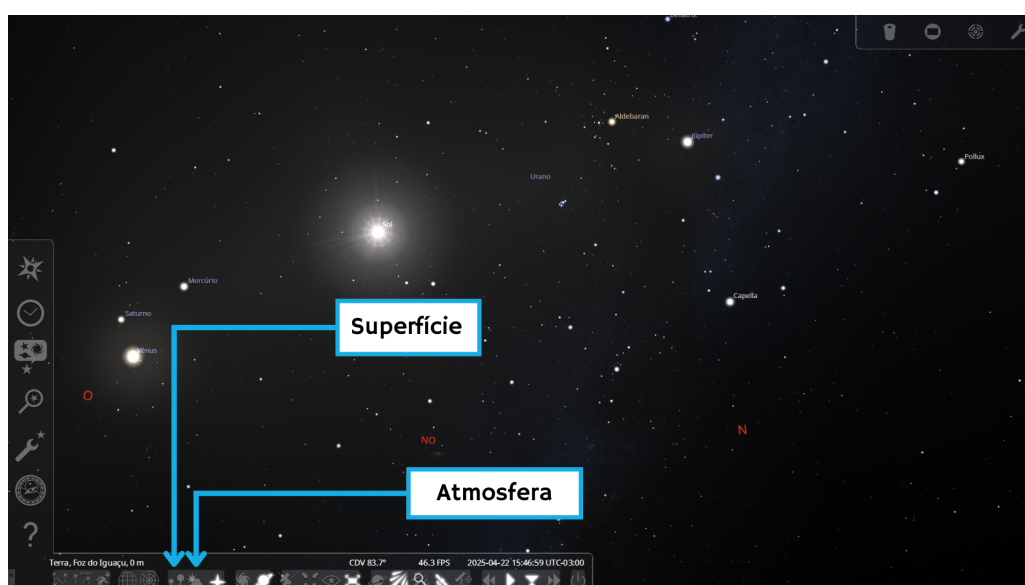 Aldebaran
Júpiter
Pollux
Urano
Sol
Mercúrio
Capella
Saturno
Superfície
Vênus
O
N
NO
Atmosfera
?
Terra, Foz do Iguaçu, 0 m CDV 83.7° 46.3 FPS 2025-04-22 15:46:59 UTC-03:00